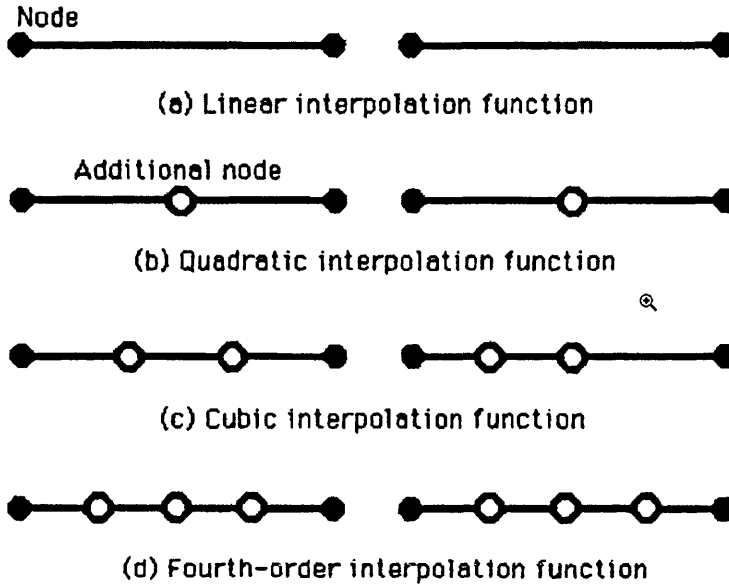 Node
(a) Linear interpolation function
Additional node
(b) Quadratic interpolation function
(c) Cubic interpolation function
(d) Fourth-order interpolation function